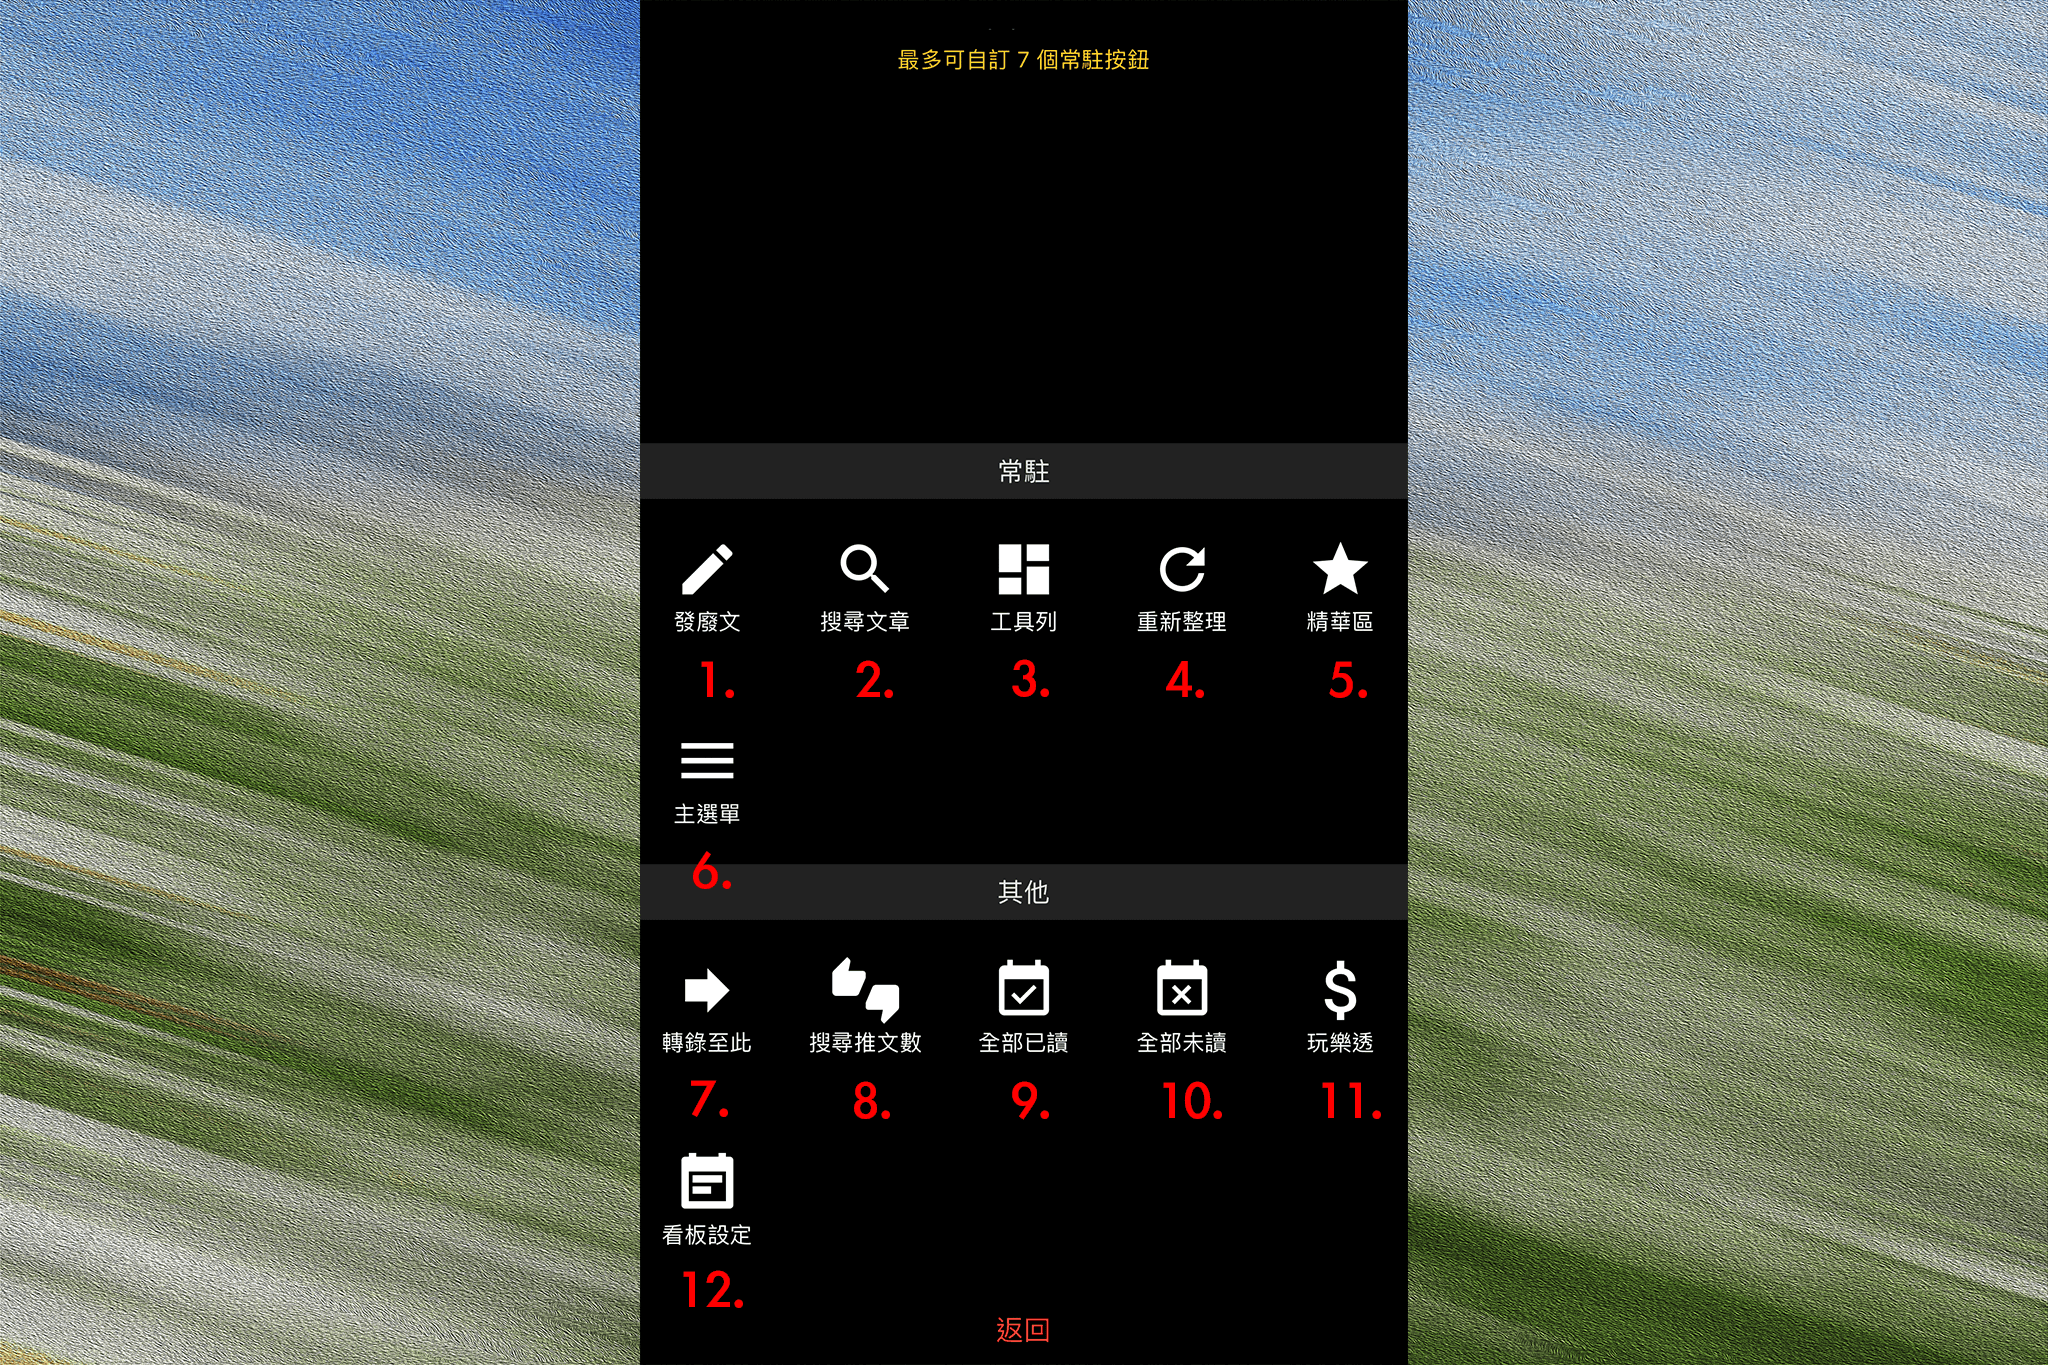 最多可自訂 7 個常駐按鈕
常駐
發廢文 搜尋文章 工具列 重新整理 精華區
1. 2. 3. 4. 5.
主選單
6.
其他
轉錄至此 搜尋推文數 全部已讀 全部未讀 玩樂透
7. 8. 9. 10. 11.
看板設定
12.
返回